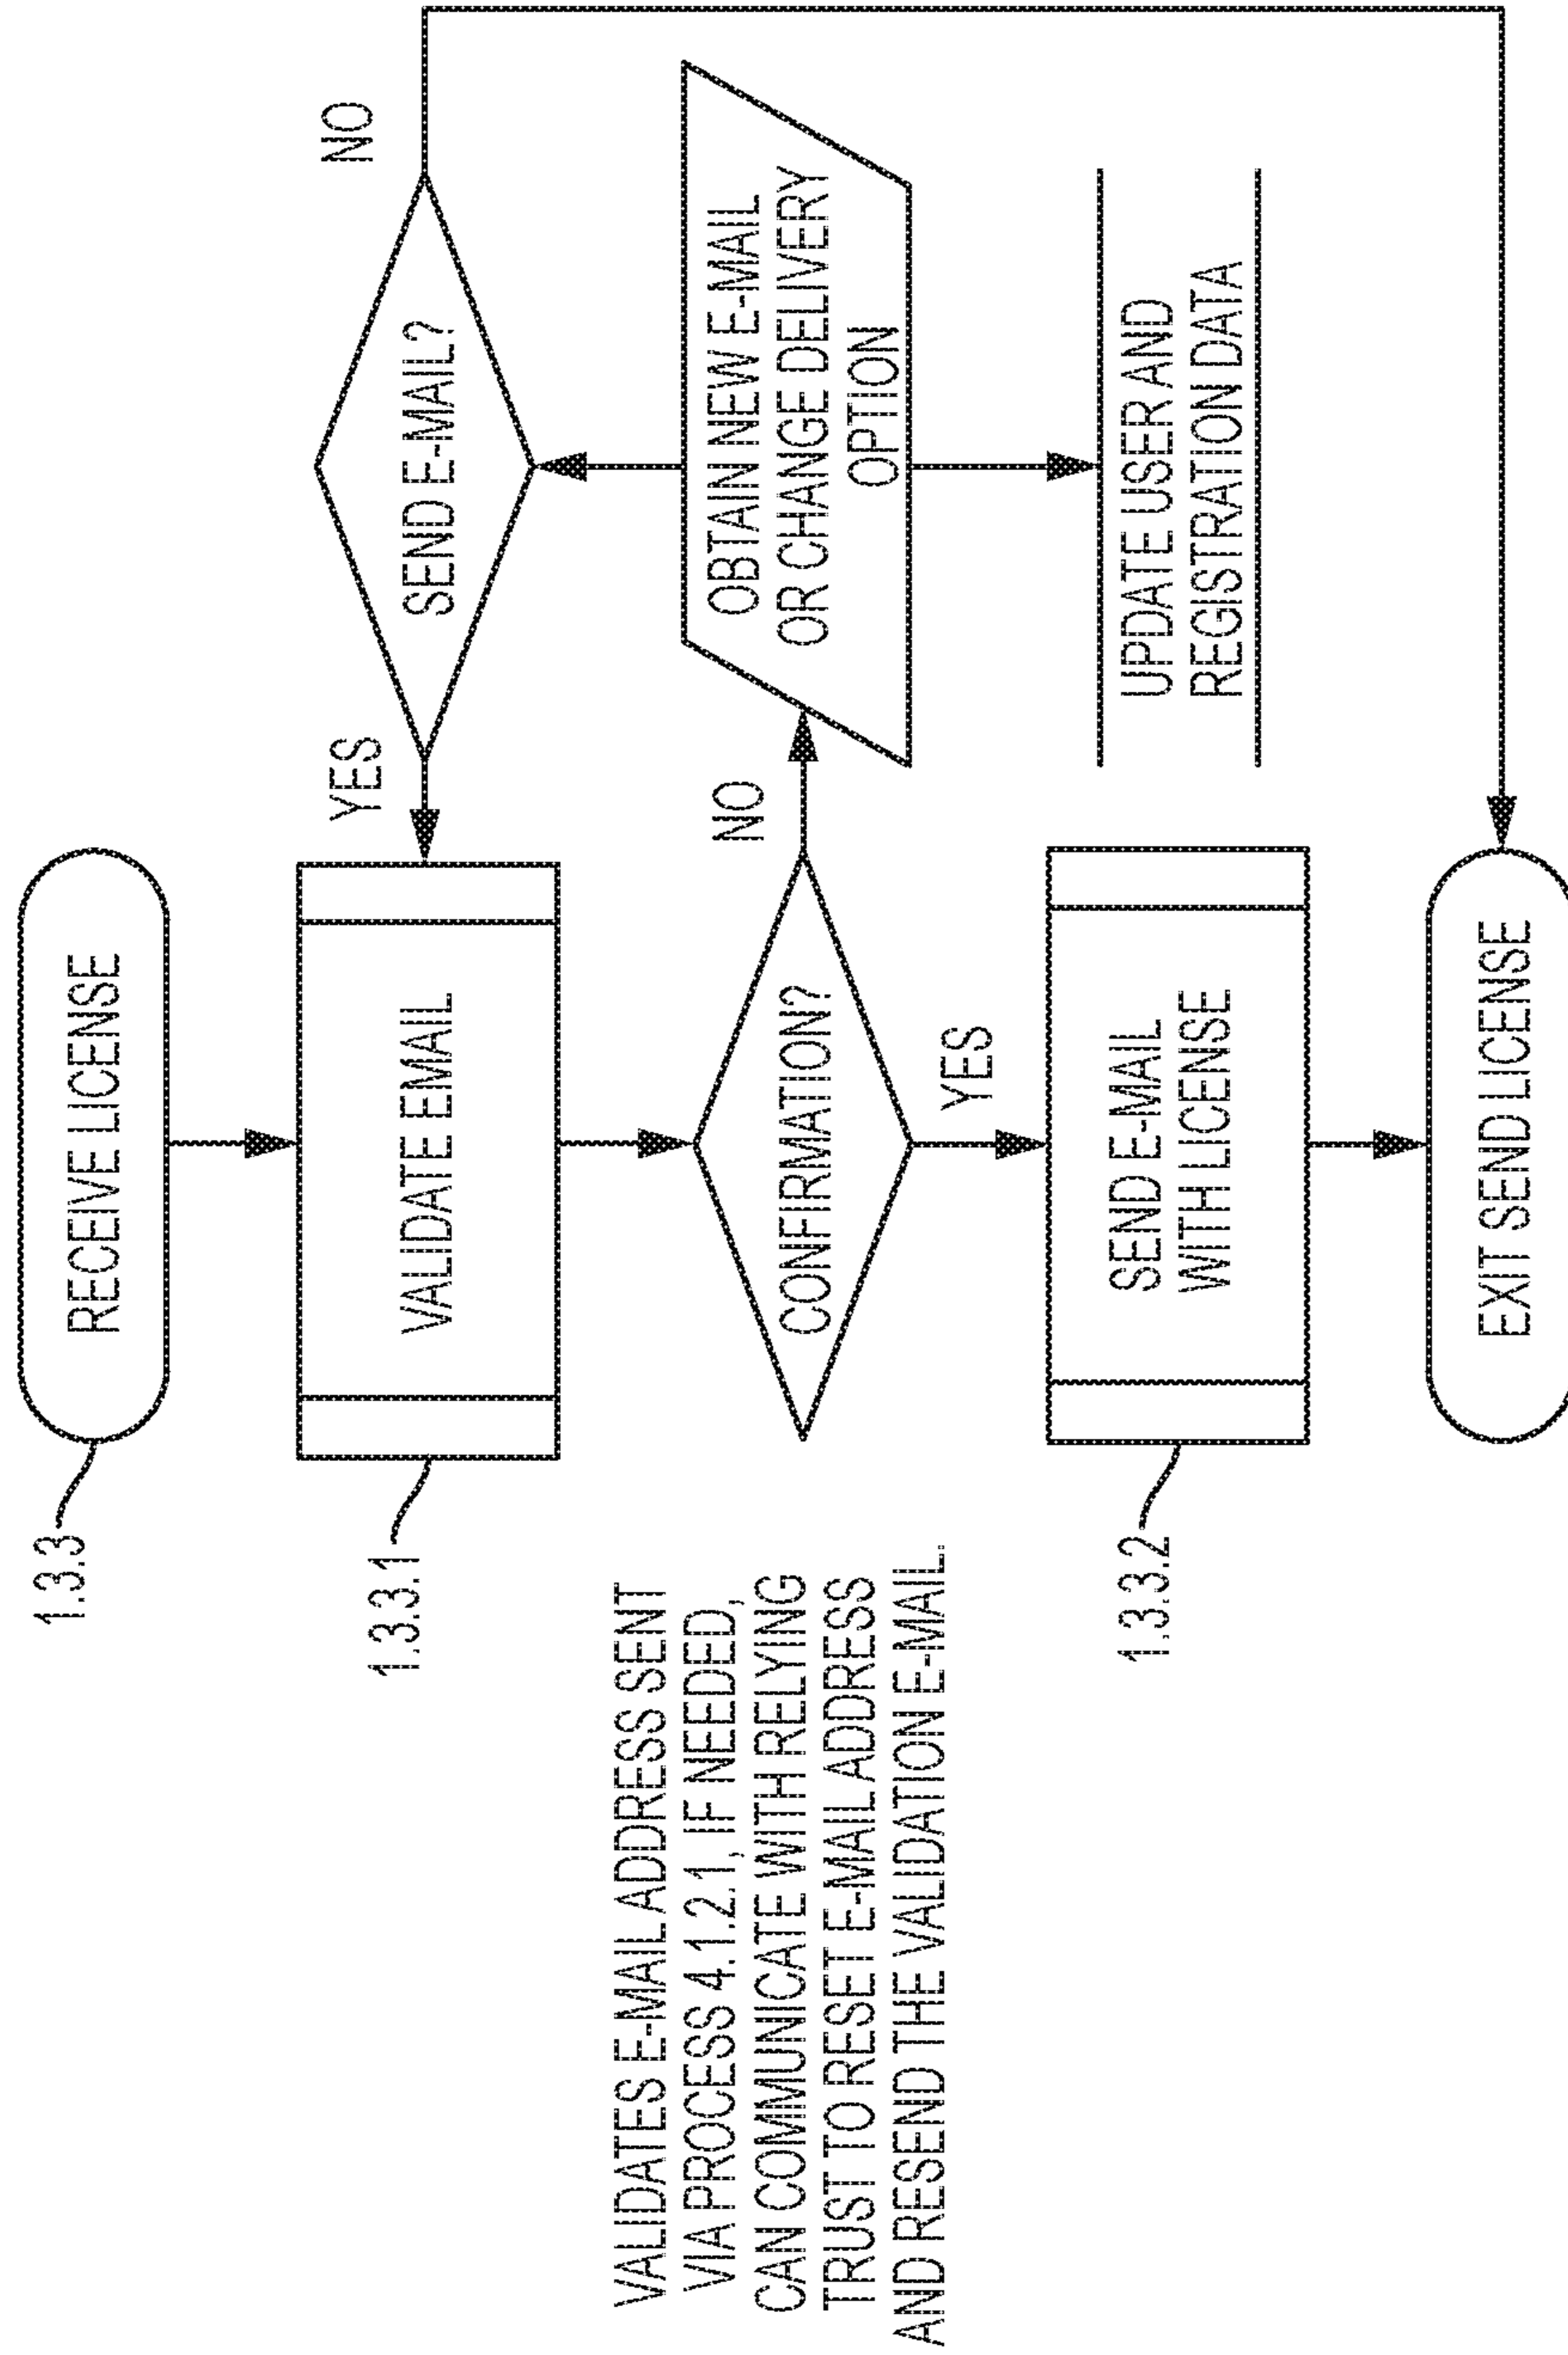 1.3.3
RECEIVE LICENSE
1.3.3.1
VALIDATE EMAIL
YES
SEND E-MAIL?
NO
VALIDATES E-MAIL ADDRESS SENT
VIA PROCESS 4.1.2.1, IF NEEDED,
CAN COMMUNICATE WITH RELYING
TRUST TO RESET E-MAIL ADDRESS
AND RESEND THE VALIDATION E-MAIL.
CONFIRMATION?
NO
OBTAIN NEW E-MAIL
OR CHANGE DELIVERY
OPTION
YES
1.3.3.2
SEND E-MAIL
WITH LICENSE
UPDATE USER AND
REGISTRATION DATA
EXIT SEND LICENSE